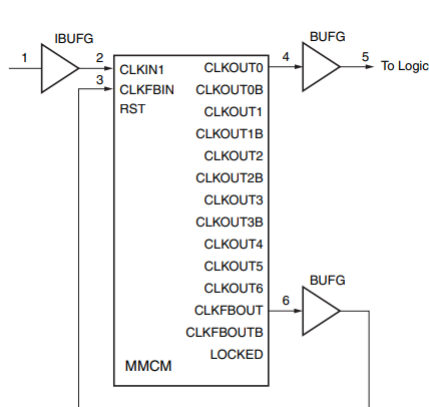 IBUFG
BUFG
1
2
4
5
To Logic
CLKIN1
CLKOUT0
3
CLKFBIN
CLKOUT0B
RST
CLKOUT1
CLKOUT1B
CLKOUT2
CLKOUT2B
CLKOUT3
CLKOUT3B
CLKOUT4
CLKOUT5
CLKOUT6
BUFG
CLKFBOUT
6
CLKFBOUTB
LOCKED
MMCM